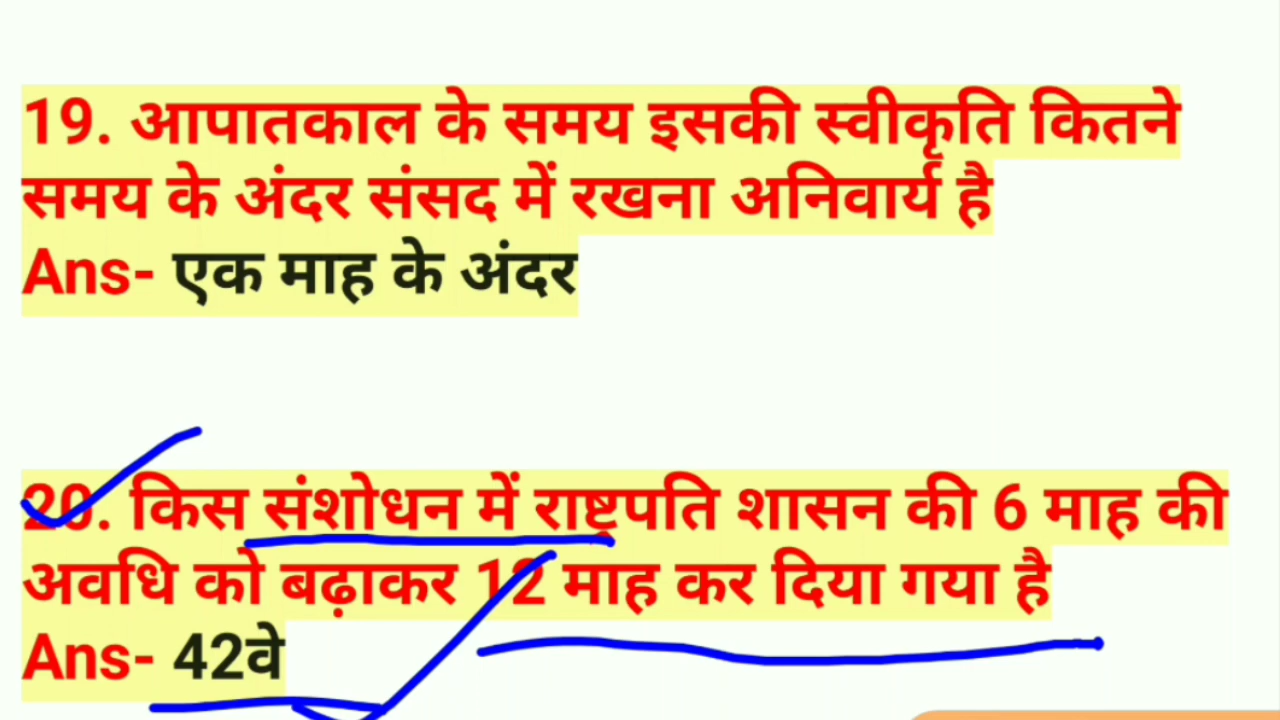 19. आपातकाल के समय इसकी स्वीकृति कितने
समय के अंदर संसद में रखना अनिवार्य है
Ans- एक माह के अंदर
20. किस संशोधन में राष्ट्रपति शासन की 6 माह की
अवधि को बढ़ाकर 12 माह कर दिया गया है
Ans- 42वे